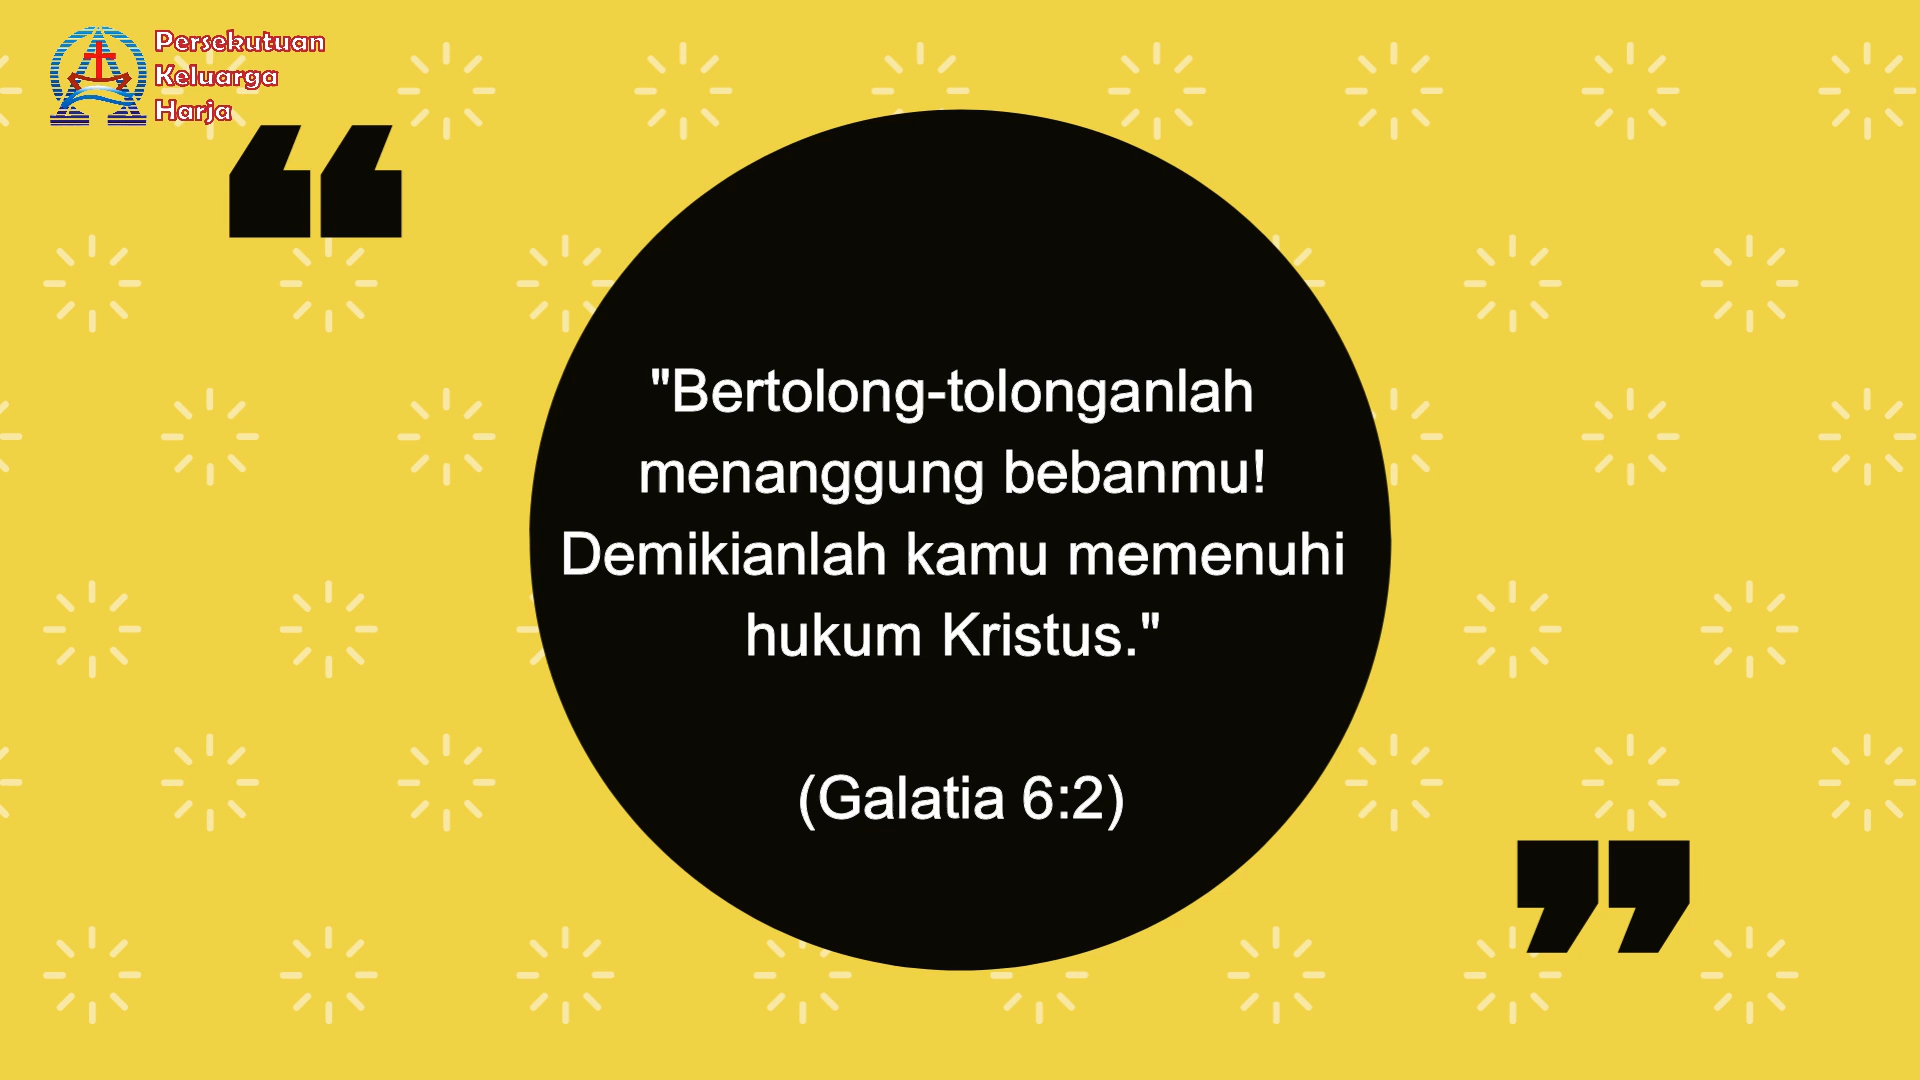 Persekutuan
Keluarga
Harja
"Bertolong-tolonganlah
menanggung bebanmu!
Demikianlah kamu memenuhi
hukum Kristus."
(Galatia 6:2)